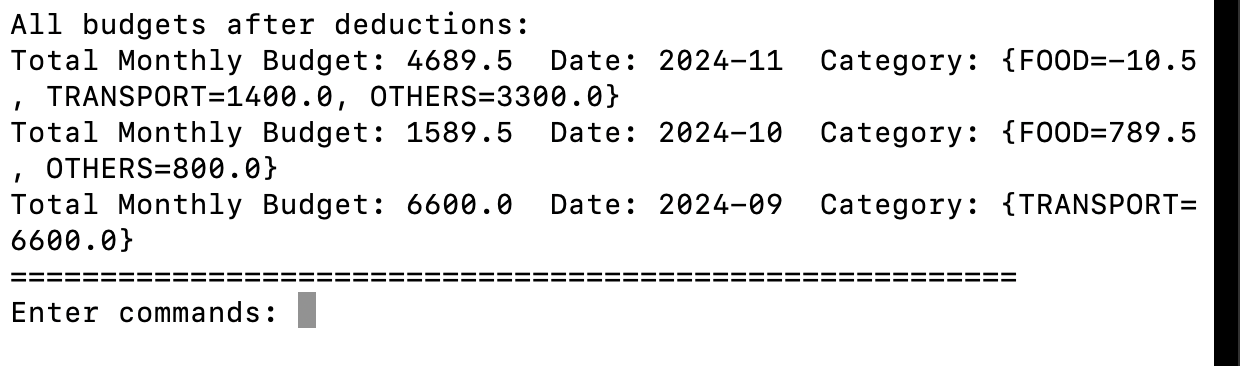 All budgets after deductions:
Total Monthly Budget: 4689.5  Date: 2024-11  Category: {FOOD=-10.5
, TRANSPORT=1400.0, OTHERS=3300.0}
Total Monthly Budget: 1589.5  Date: 2024-10  Category: {FOOD=789.5
, OTHERS=800.0}
Total Monthly Budget: 6600.0  Date: 2024-09  Category: {TRANSPORT=
6600.0}
========================================================
Enter commands: